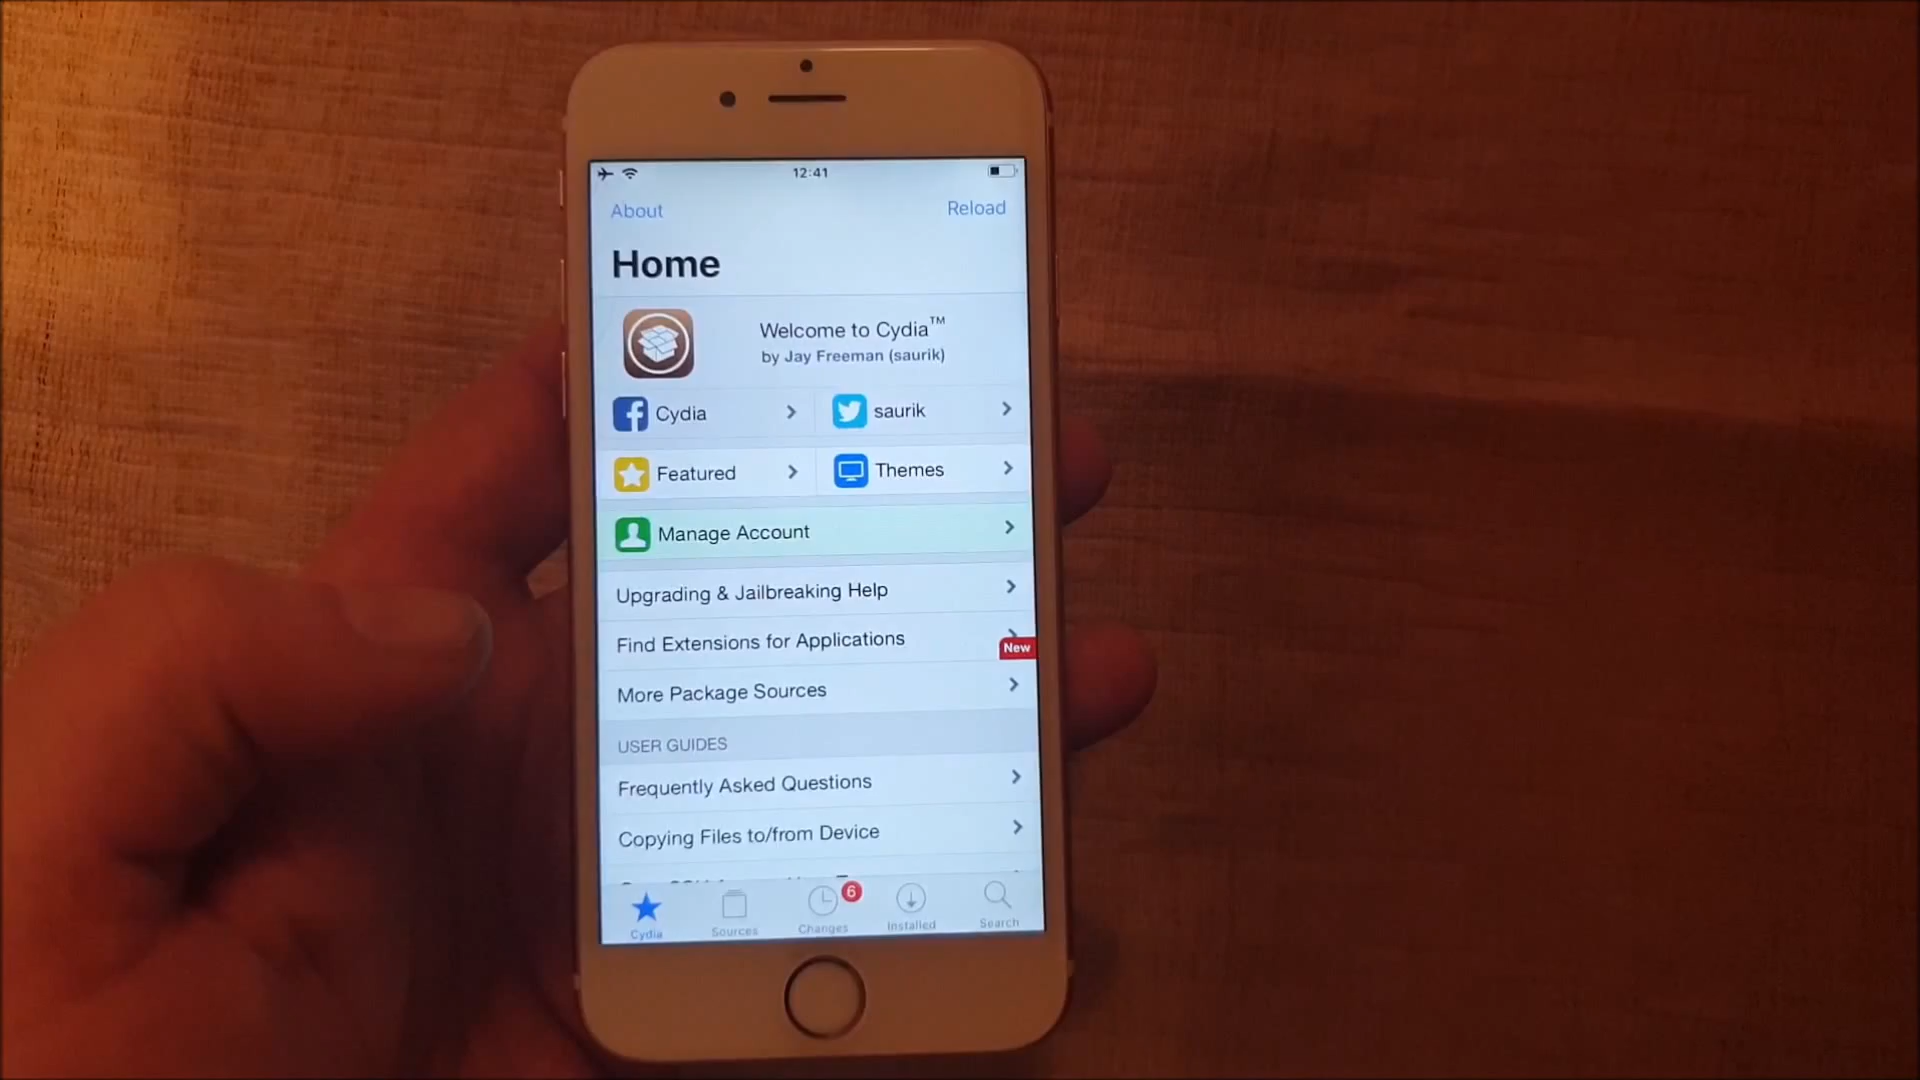 12:41
About
Reload
Home
Welcome to Cydia™
by Jay Freeman (saurik)
Cydia
saurik
Featured
Themes
Manage Account
Upgrading & Jailbreaking Help
Find Extensions for Applications
New
More Package Sources
USER GUIDES
Frequently Asked Questions
Copying Files to/from Device
6
Cydia
Sources
Changes
Installed
Search